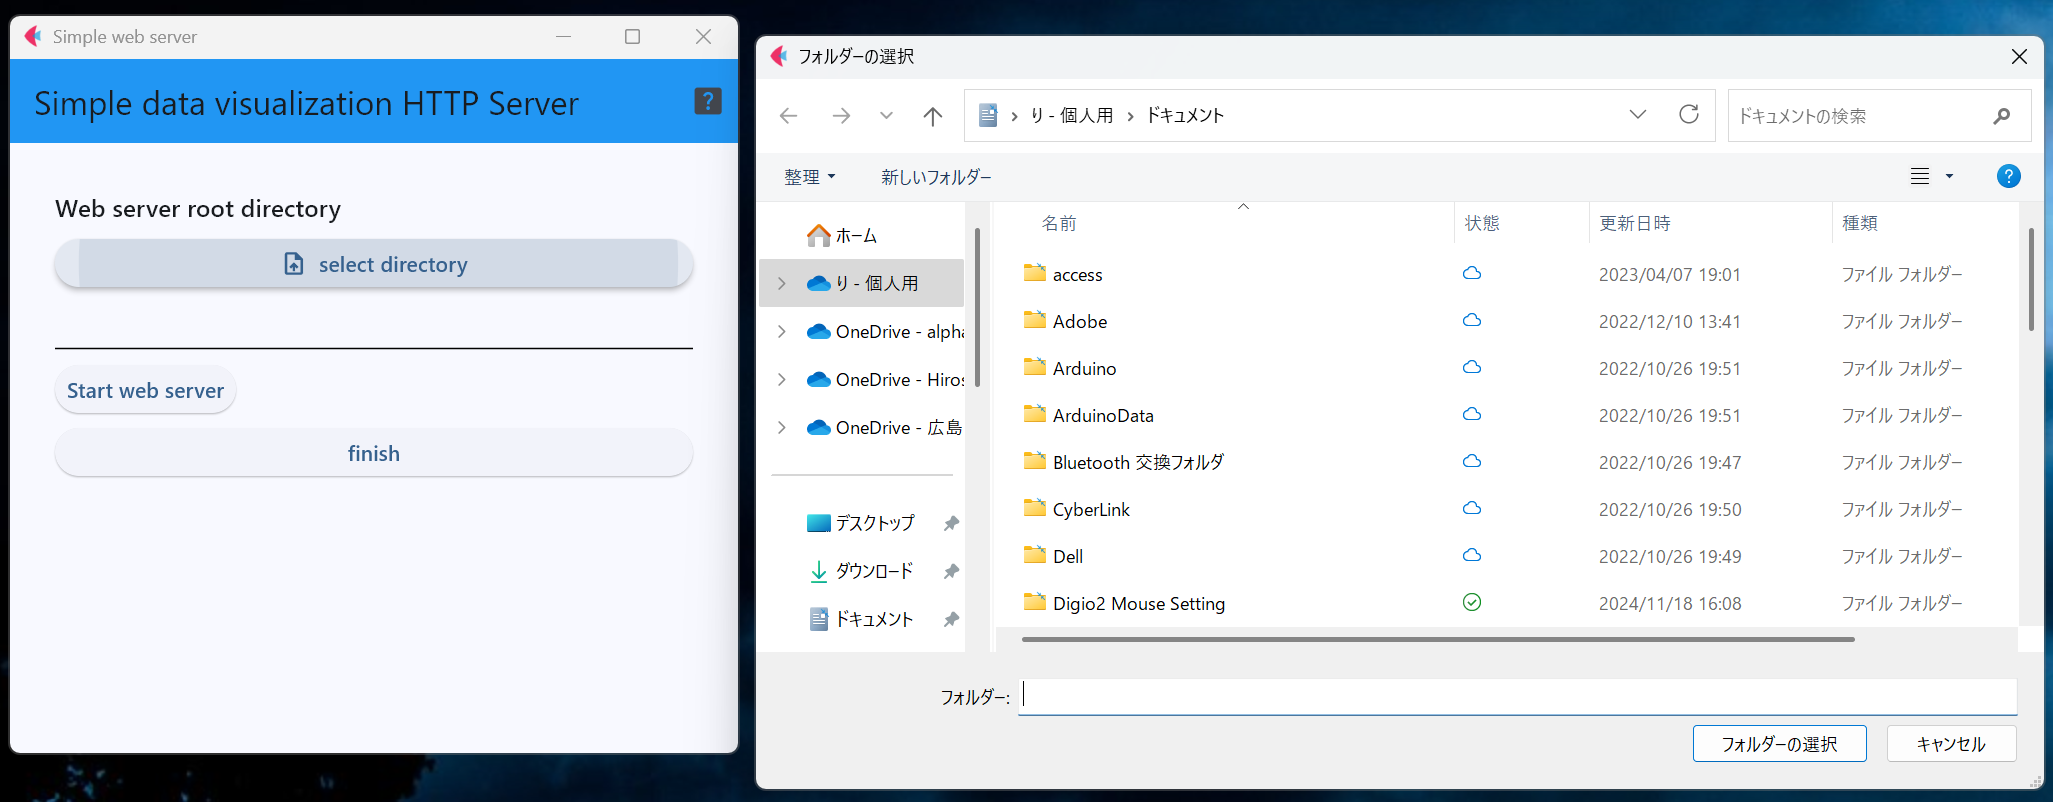 Simple web server
Simple data visualization HTTP Server
?
Web server root directory
select directory
Start web server
finish
フォルダーの選択
り - 個人用 › ドキュメント
ドキュメントの検索
整理
新しいフォルダー
?
ホーム
り - 個人用
OneDrive - alpha
OneDrive - Hiros
OneDrive - 広島
デスクトップ
ダウンロード
ドキュメント
名前 状態 更新日時 種類
access 2023/04/07 19:01 ファイル フォルダー
Adobe 2022/12/10 13:41 ファイル フォルダー
Arduino 2022/10/26 19:51 ファイル フォルダー
ArduinoData 2022/10/26 19:51 ファイル フォルダー
Bluetooth 交換フォルダ 2022/10/26 19:47 ファイル フォルダー
CyberLink 2022/10/26 19:50 ファイル フォルダー
Dell 2022/10/26 19:49 ファイル フォルダー
Digio2 Mouse Setting 2024/11/18 16:08 ファイル フォルダー
フォルダー:
フォルダーの選択
キャンセル